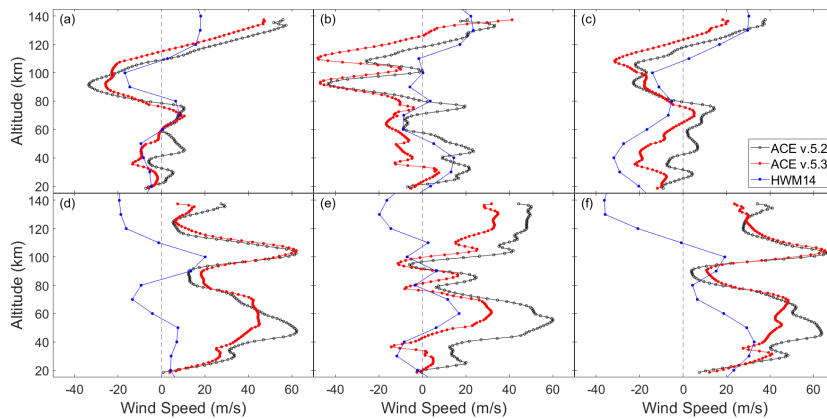 (a) (b) (c)
140
120
100
80
60
40
20
Altitude (km)
ACE v.5.2
ACE v.5.3
HWM14
(d) (e) (f)
140
120
100
80
60
40
20
Altitude (km)
-40 -20 0 20 40 60 -40 -20 0 20 40 60 -40 -20 0 20 40 60
Wind Speed (m/s) Wind Speed (m/s) Wind Speed (m/s)